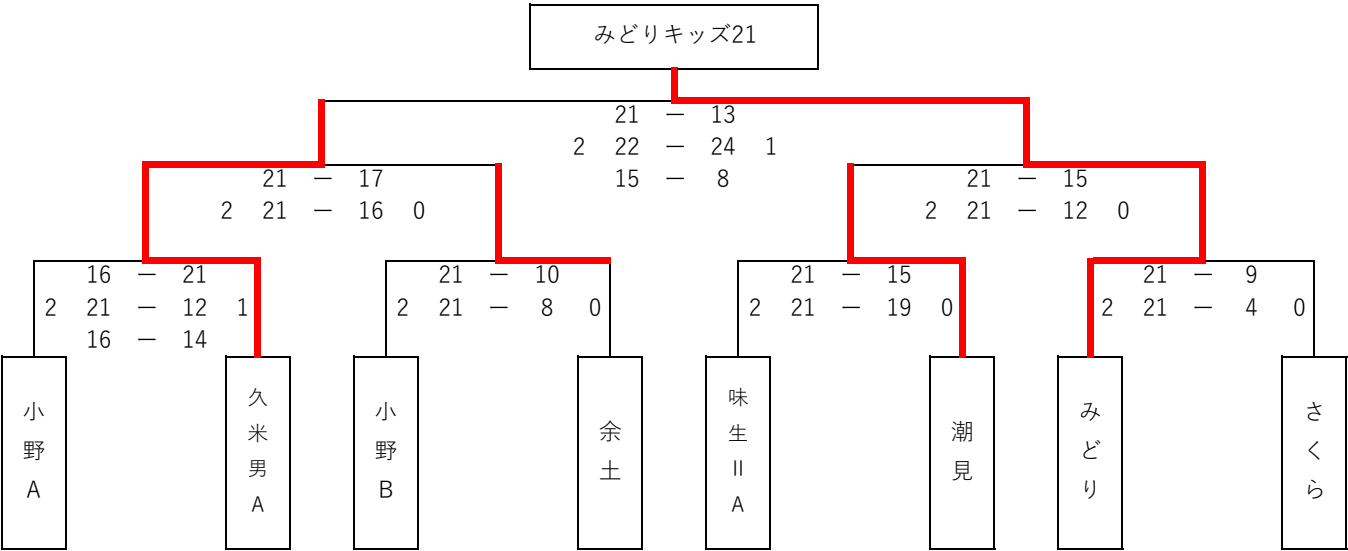 みどりキッズ21
21 ー 13
2 22 ー 24 1
15 ー 8
21 ー 17
2 21 ー 16 0
21 ー 15
2 21 ー 12 0
16 ー 21
2 21 ー 12 1
16 ー 14
21 ー 10
2 21 ー 8 0
21 ー 15
2 21 ー 19 0
21 ー 9
2 21 ー 4 0
小野A
久米男A
小野B
余土
味生ⅡA
潮見
みどり
さくら